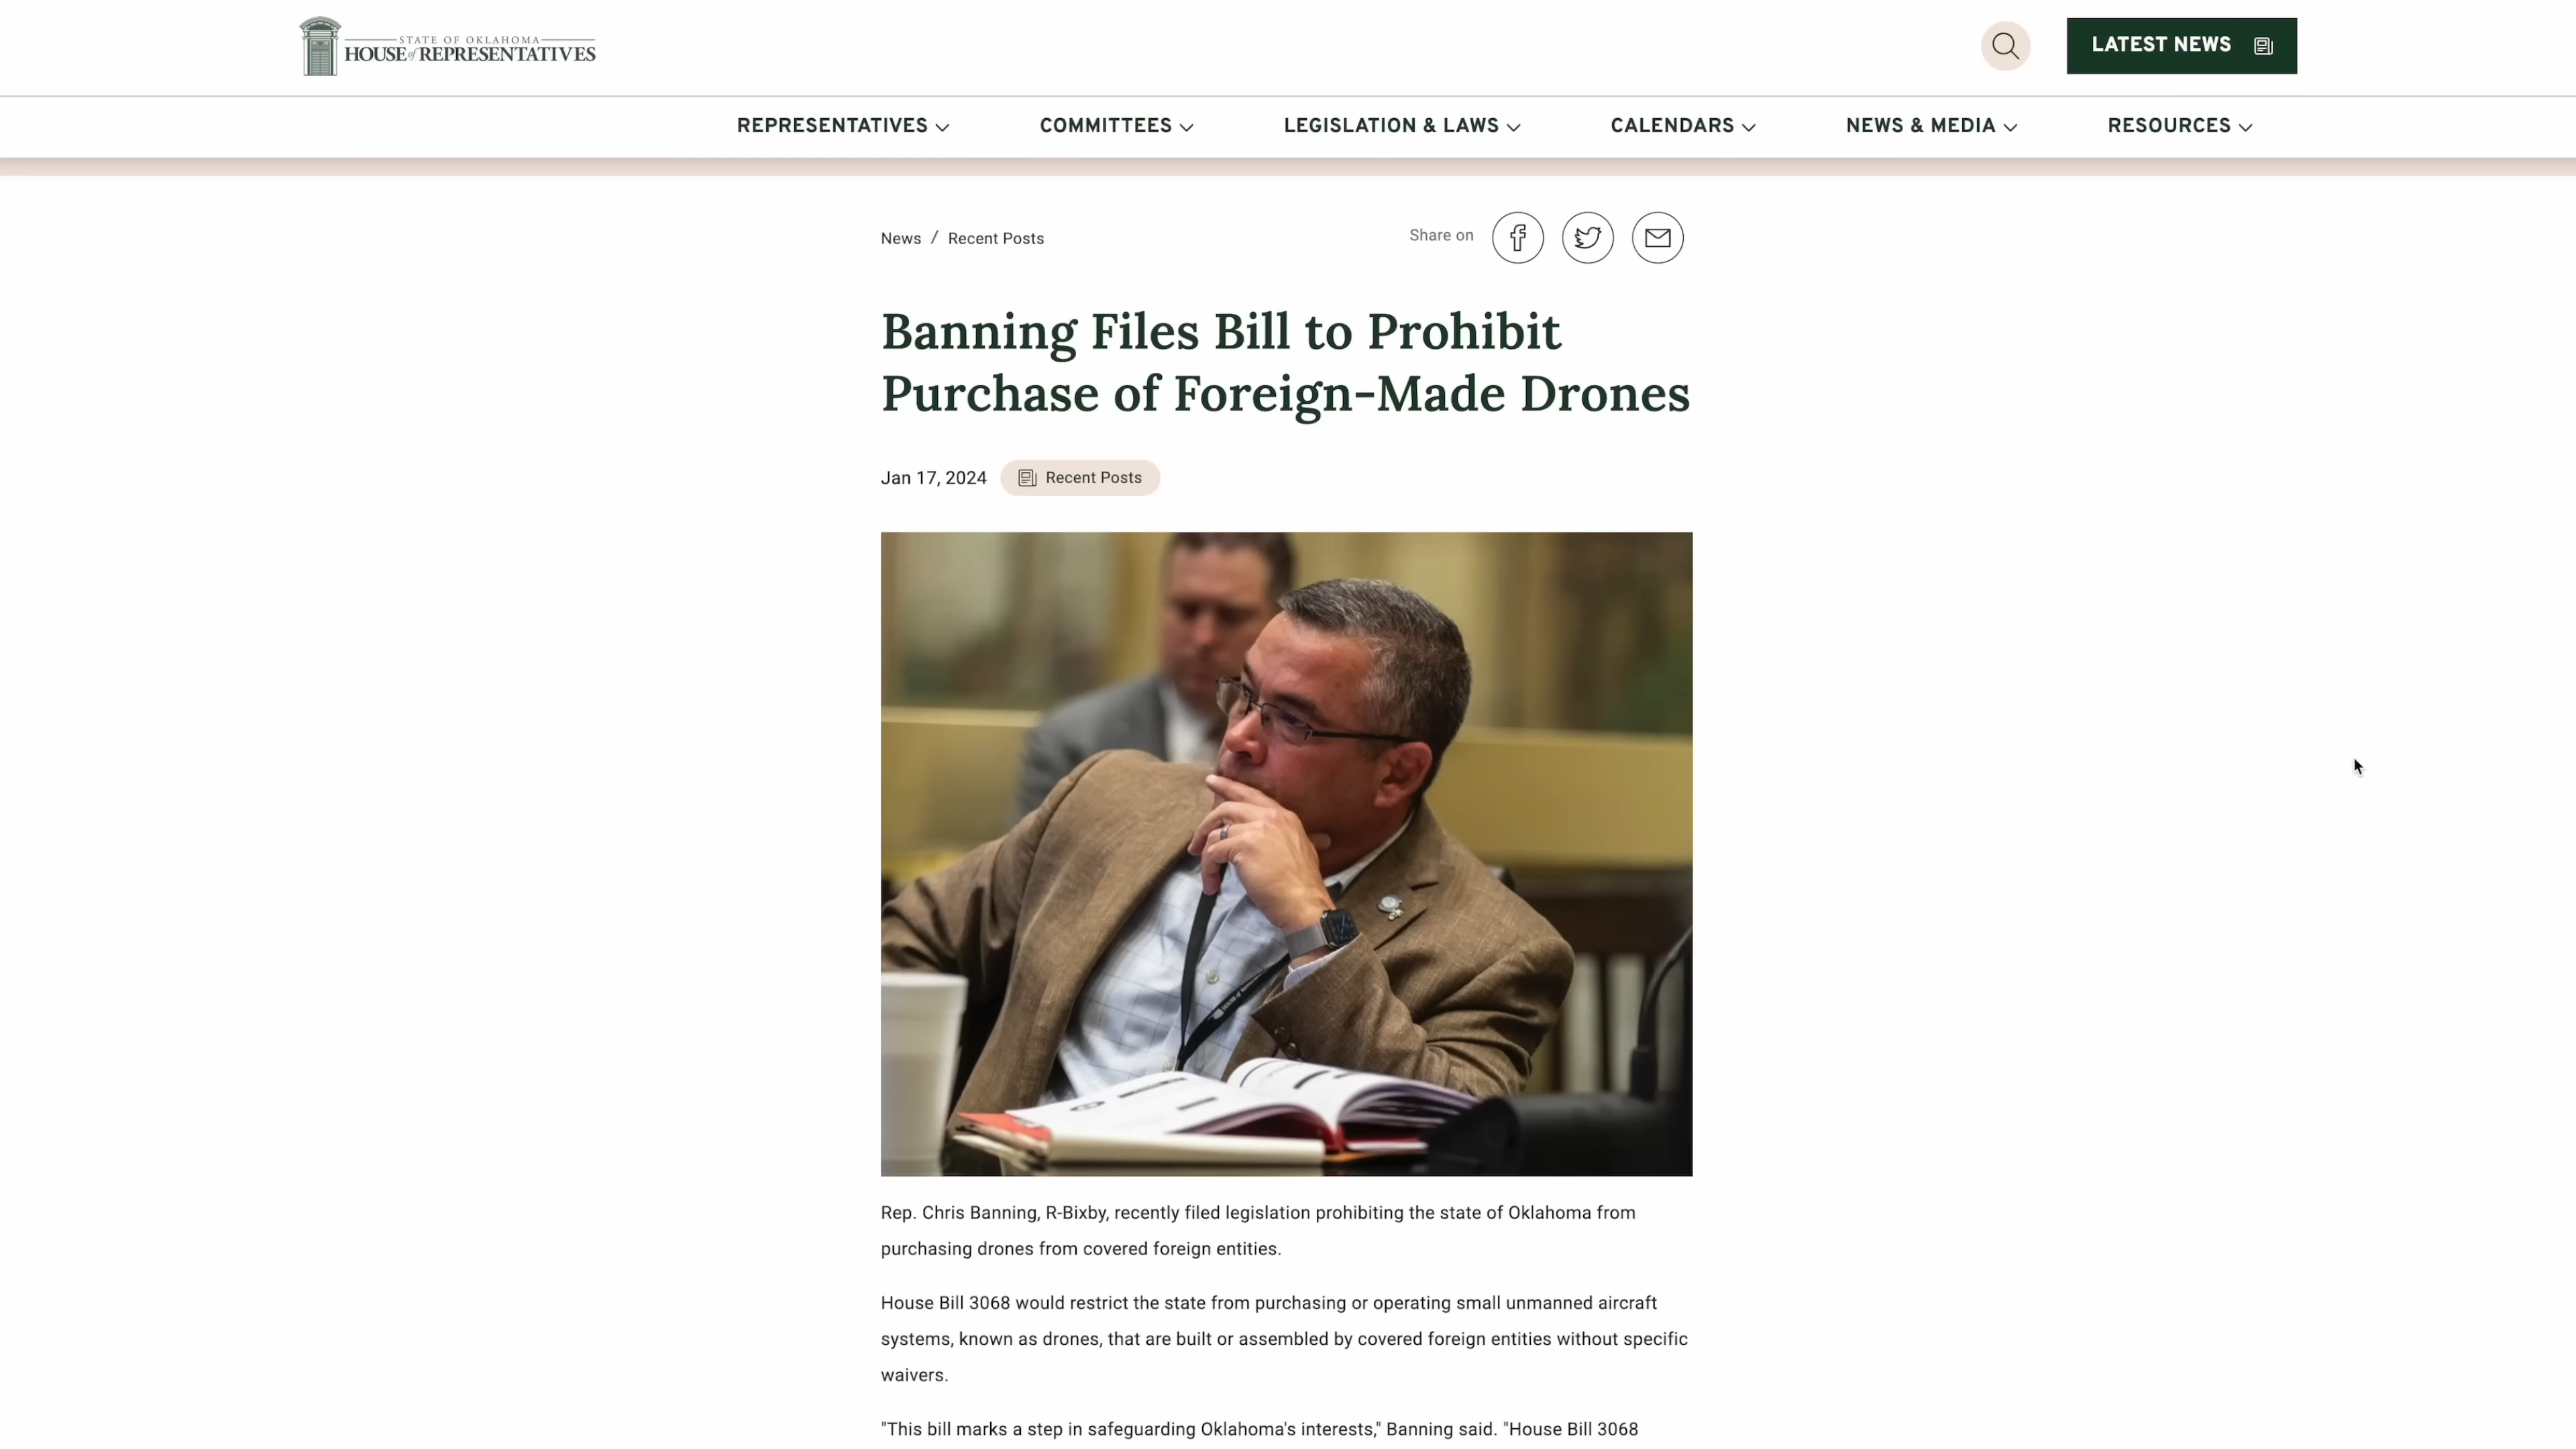 STATE OF OKLAHOMA
HOUSE of REPRESENTATIVES
LATEST NEWS
REPRESENTATIVES
COMMITTEES
LEGISLATION & LAWS
CALENDARS
NEWS & MEDIA
RESOURCES
News / Recent Posts
Share on
Banning Files Bill to Prohibit
Purchase of Foreign-Made Drones
Jan 17, 2024
Recent Posts
Rep. Chris Banning, R-Bixby, recently filed legislation prohibiting the state of Oklahoma from
purchasing drones from covered foreign entities.
House Bill 3068 would restrict the state from purchasing or operating small unmanned aircraft
systems, known as drones, that are built or assembled by covered foreign entities without specific
waivers.
"This bill marks a step in safeguarding Oklahoma's interests," Banning said. "House Bill 3068